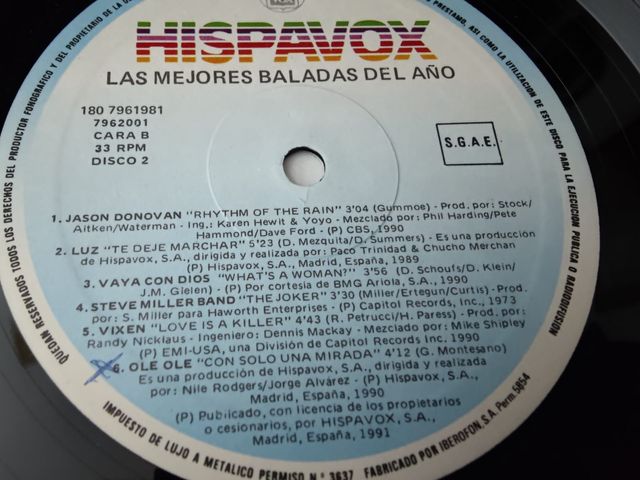 HISPAVOX
LAS MEJORES BALADAS DEL AÑO
180 7961981
7962001
CARA B
33 RPM
DISCO 2
S.G.A.E.
1. JASON DONOVAN "RHYTHM OF THE RAIN" 3'04 (Gummoe) - Prod. por: Stock/
Aitken/Waterman - Ing.: Karen Hewit & Yoyo - Mezclado por: Phil Harding/Pete
Hammond/Dave Ford - (P) CBS, 1990
2. LUZ "TE DEJE MARCHAR" 5'23 (D. Mezquita/D. Summers) - Es una producción
de Hispavox, S.A., dirigida y realizada por: Paco Trinidad & Chucho Merchan
(P) Hispavox, S.A., Madrid, España, 1989
3. VAYA CON DIOS "WHAT'S A WOMAN?" 3'56 (D. Schoufs/D. Klein/
J.M. Gielen) - (P) Por cortesia de BMG Ariola, S.A., 1990
4. STEVE MILLER BAND "THE JOKER" 3'30 (Miller/Ertegun/Curtis) - Prod.
por: S. Miller para Haworth Enterprises - (P) Capitol Records, Inc., 1973
5. VIXEN "LOVE IS A KILLER" 4'43 (R. Petrucci/H. Paress) - Prod. por:
Randy Nicklaus - Ingeniero: Dennis Mackay - Mezclado por: Mike Shipley
(P) EMI-USA, una División de Capitol Records Inc. 1990
6. OLE OLE "CON SOLO UNA MIRADA" 4'12 (G. Montesano)
Es una producción de Hispavox, S.A., dirigida y realizada
por: Nile Rodgers/Jorge Alvárez - (P) Hispavox, S.A.,
Madrid, España, 1990
(P) Publicado, con licencia de los propietarios
o cesionarios, por HISPAVOX, S.A.,
Madrid, España, 1991
QUEDAN RESERVADOS TODOS LOS DERECHOS DEL PRODUCTOR FONOGRAFICO Y DEL PROPIETARIO DE LA
PRESTAMO, ASI COMO LA UTILIZACION DE ESTE DISCO PARA LA EJECUCION PUBLICA O RADIODIFUSION
IMPUESTO DE LUJO A METALICO PERMISO N.° 3637 FABRICADO POR IBEROFON, S.A. Perm. 5854